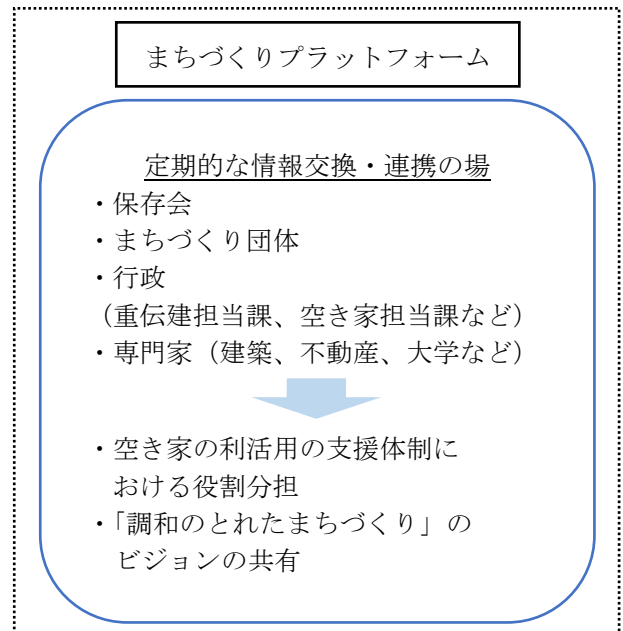 まちづくりプラットフォーム
定期的な情報交換・連携の場
・保存会
・まちづくり団体
・行政
（重伝建担当課、空き家担当課など）
・専門家（建築、不動産、大学など）
・空き家の利活用の支援体制に
おける役割分担
・「調和のとれたまちづくり」の
ビジョンの共有